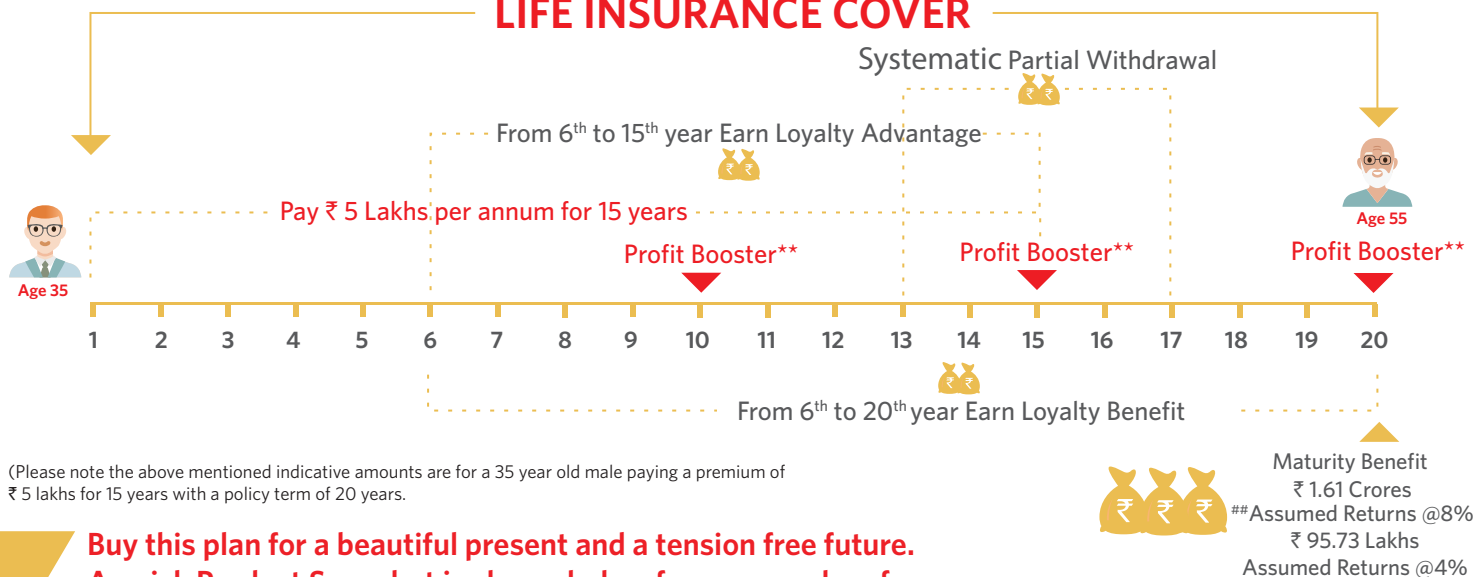 LIFE INSURANCE COVER
Systematic Partial Withdrawal
From 6th to 15th year Earn Loyalty Advantage
Pay ₹ 5 Lakhs per annum for 15 years
Age 35
Age 55
Profit Booster**
Profit Booster**
Profit Booster**
1 2 3 4 5 6 7 8 9 10 11 12 13 14 15 16 17 18 19 20
From 6th to 20th year Earn Loyalty Benefit
(Please note the above mentioned indicative amounts are for a 35 year old male paying a premium of
₹ 5 lakhs for 15 years with a policy term of 20 years.
Maturity Benefit
₹ 1.61 Crores
##Assumed Returns @8%
₹ 95.73 Lakhs
Assumed Returns @4%
Buy this plan for a beautiful present and a tension free future.